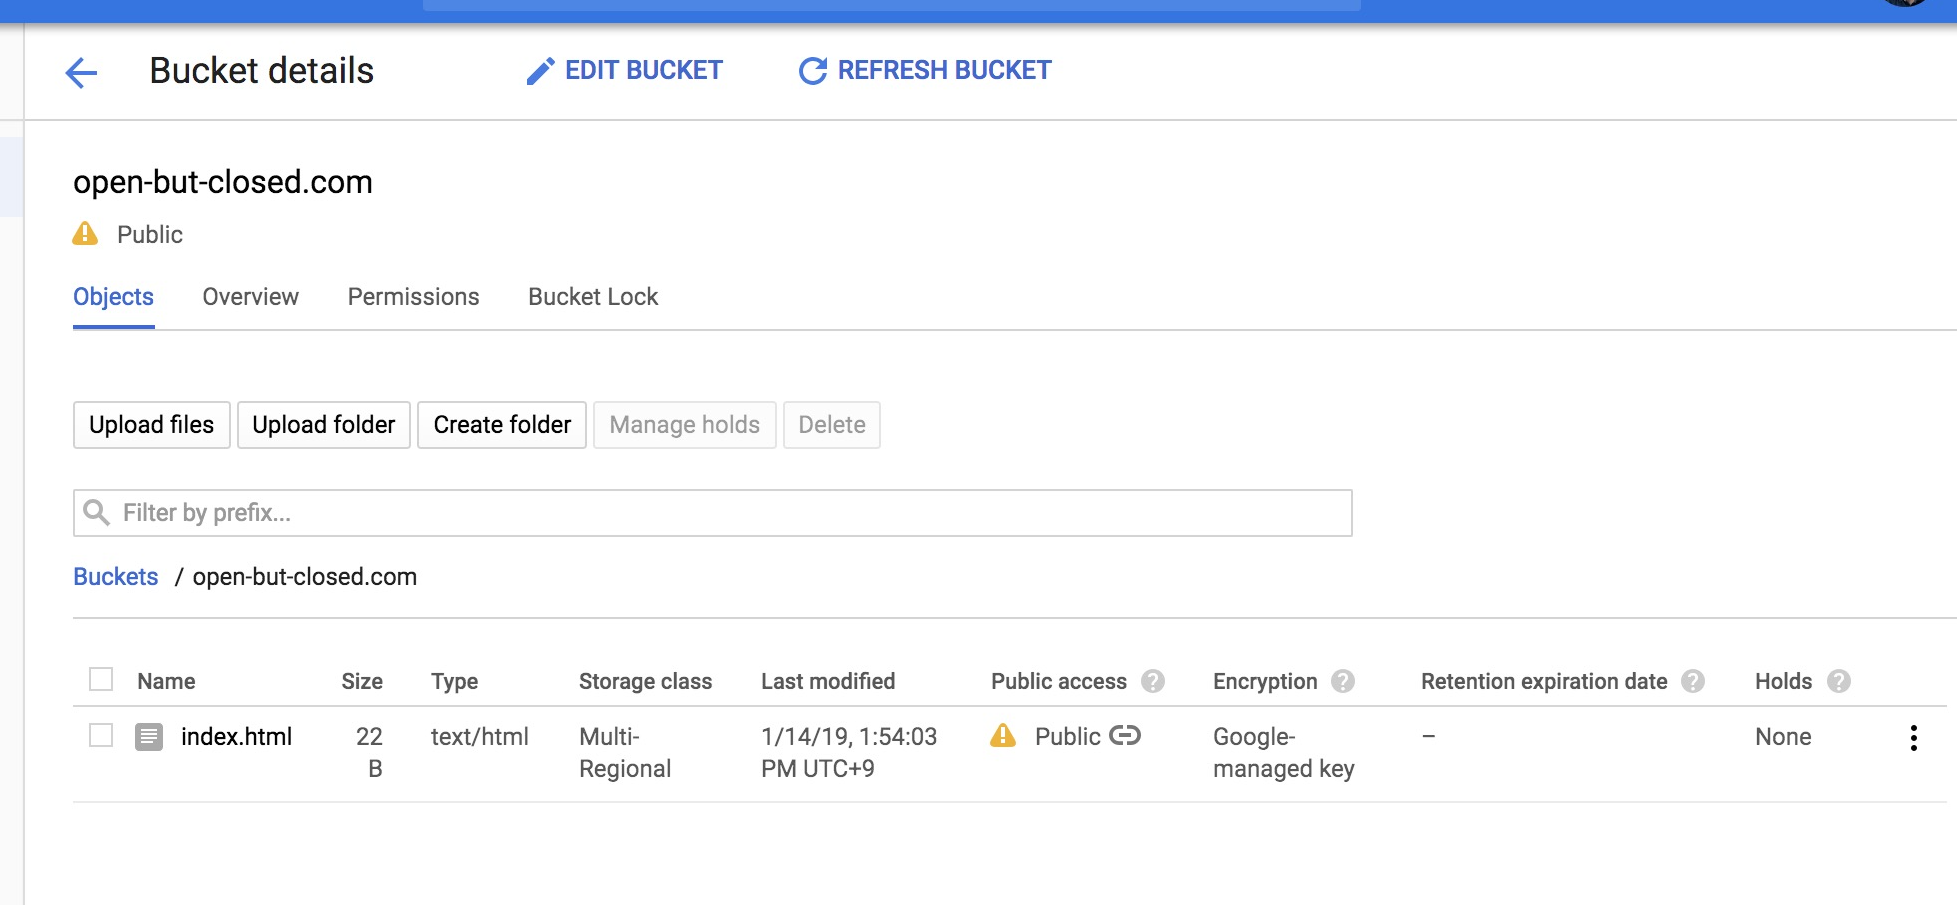 Bucket details
EDIT BUCKET
REFRESH BUCKET
open-but-closed.com
Public
Objects Overview Permissions Bucket Lock
Upload files Upload folder Create folder Manage holds Delete
Filter by prefix...
Buckets / open-but-closed.com
Name Size Type Storage class Last modified Public access ? Encryption ? Retention expiration date ? Holds ?
index.html 22 text/html Multi- 1/14/19, 1:54:03 Public Google- – None
B Regional PM UTC+9 managed key